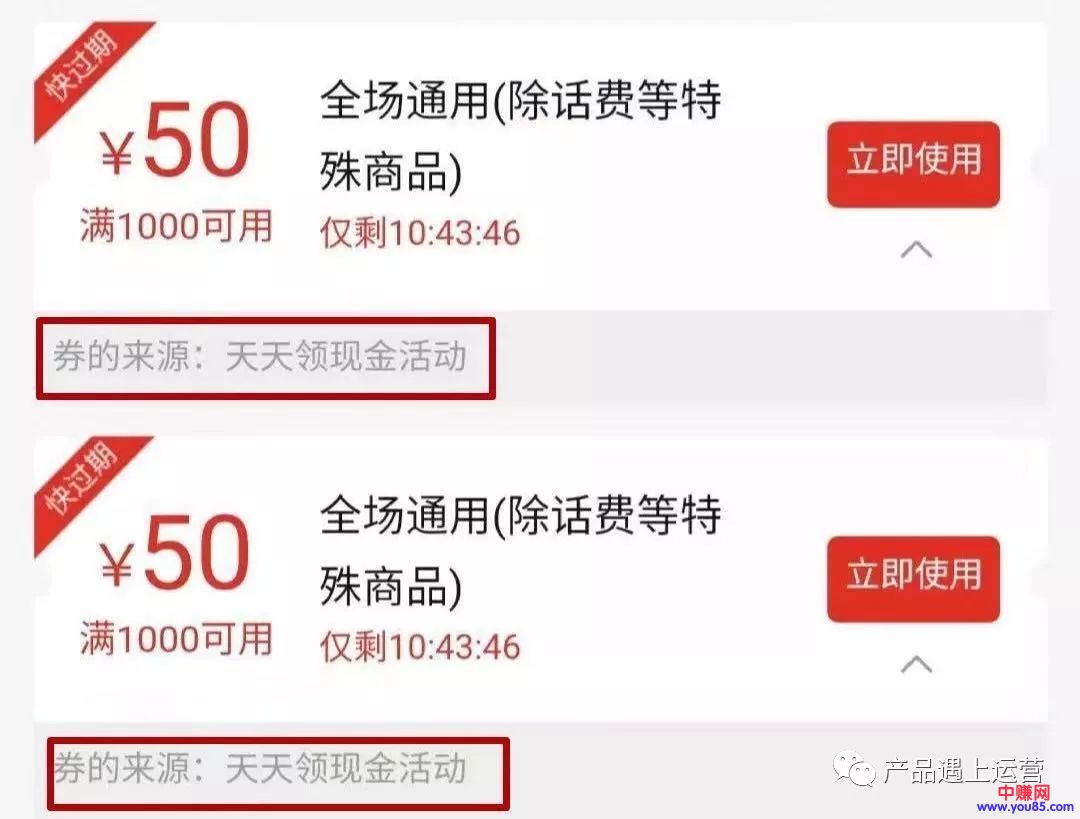 快过期
¥50
满1000可用
全场通用(除话费等特
殊商品)
仅剩10:43:46
立即使用
券的来源：天天领现金活动
快过期
¥50
满1000可用
全场通用(除话费等特
殊商品)
仅剩10:43:46
立即使用
券的来源：天天领现金活动
产品遇上运营
中赚网
www.you85.com